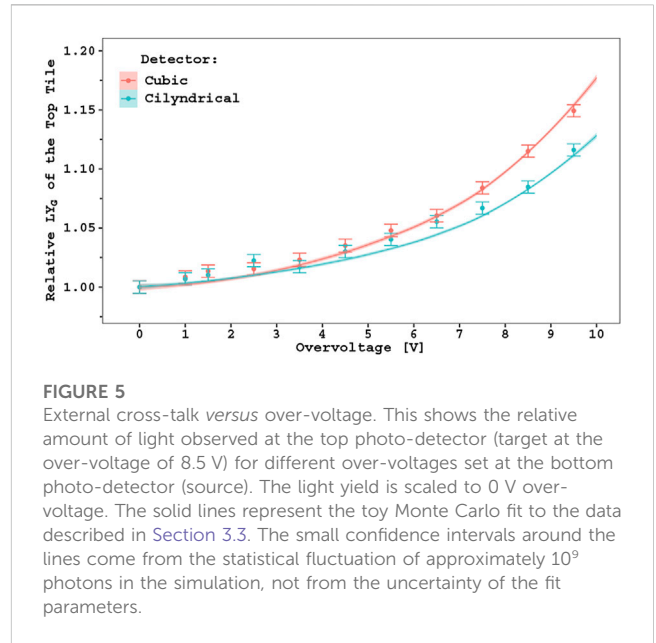 1.20
1.15
1.10
1.05
1.00
Relative LY_G of the Top Tile
Detector:
Cubic
Cilyndrical
0 1 2 3 4 5 6 7 8 9 10
Overvoltage [V]
FIGURE 5
External cross-talk versus over-voltage. This shows the relative
amount of light observed at the top photo-detector (target at the
over-voltage of 8.5 V) for different over-voltages set at the bottom
photo-detector (source). The light yield is scaled to 0 V over-
voltage. The solid lines represent the toy Monte Carlo fit to the data
described in Section 3.3. The small confidence intervals around the
lines come from the statistical fluctuation of approximately 10⁹
photons in the simulation, not from the uncertainty of the fit
parameters.